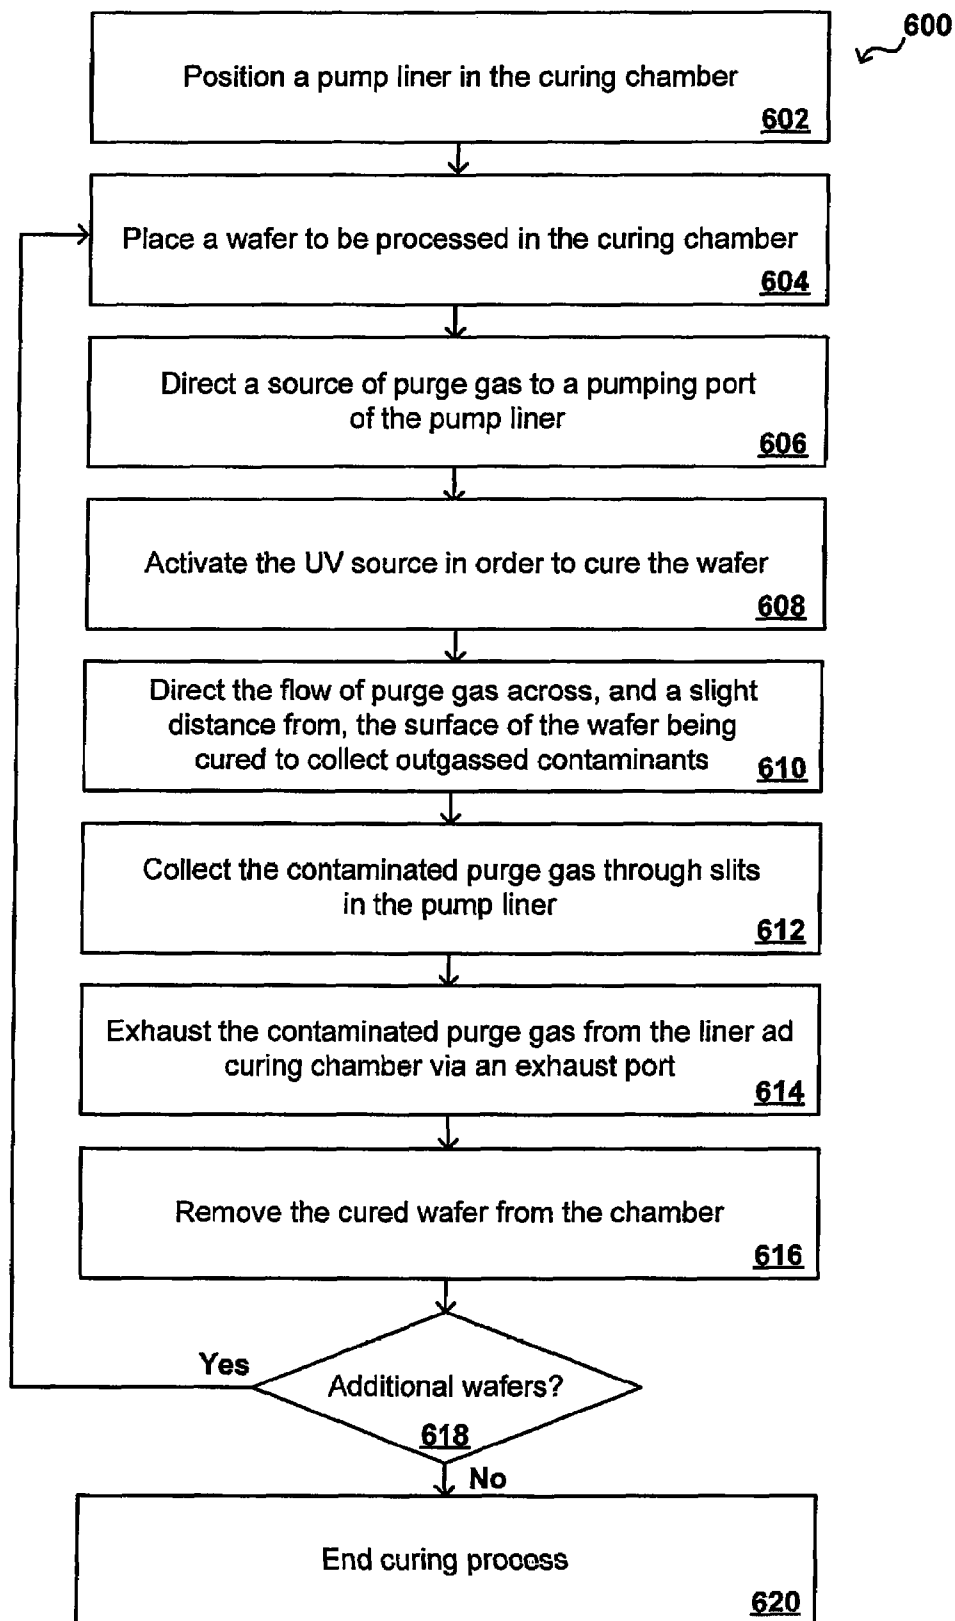 600
Position a pump liner in the curing chamber
602
Place a wafer to be processed in the curing chamber
604
Direct a source of purge gas to a pumping port
of the pump liner
606
Activate the UV source in order to cure the wafer
608
Direct the flow of purge gas across, and a slight
distance from, the surface of the wafer being
cured to collect outgassed contaminants
610
Collect the contaminated purge gas through slits
in the pump liner
612
Exhaust the contaminated purge gas from the liner ad
curing chamber via an exhaust port
614
Remove the cured wafer from the chamber
616
Yes
Additional wafers?
618
No
End curing process
620